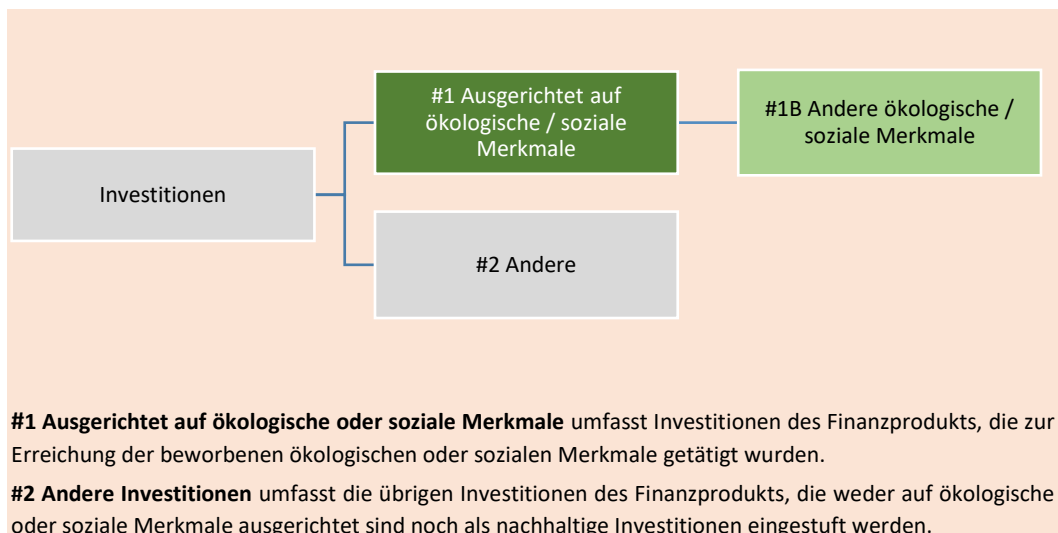 #1 Ausgerichtet auf
ökologische / soziale
Merkmale
#1B Andere ökologische /
soziale Merkmale
Investitionen
#2 Andere
#1 Ausgerichtet auf ökologische oder soziale Merkmale umfasst Investitionen des Finanzprodukts, die zur
Erreichung der beworbenen ökologischen oder sozialen Merkmale getätigt wurden.
#2 Andere Investitionen umfasst die übrigen Investitionen des Finanzprodukts, die weder auf ökologische
oder soziale Merkmale ausgerichtet sind noch als nachhaltige Investitionen eingestuft werden.